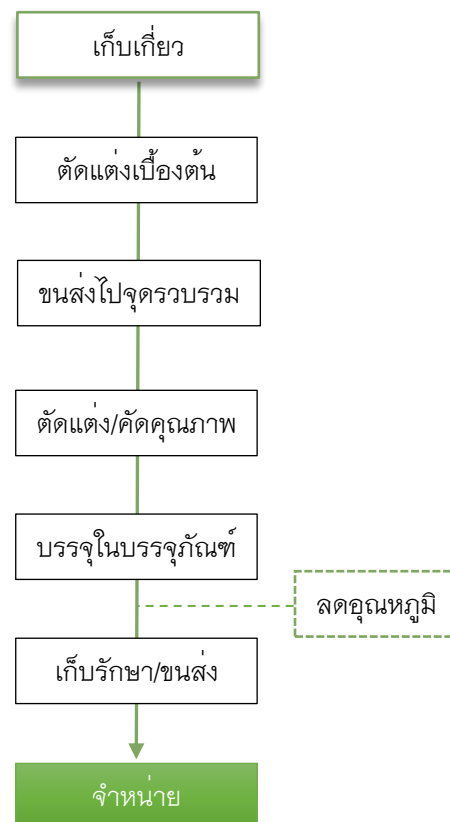 เก็บเกี่ยว
ตัดแต่งเบื้องต้น
ขนส่งไปจุดรวบรวม
ตัดแต่ง/คัดคุณภาพ
บรรจุในบรรจุภัณฑ์
ลดอุณหภูมิ
เก็บรักษา/ขนส่ง
จำหน่าย